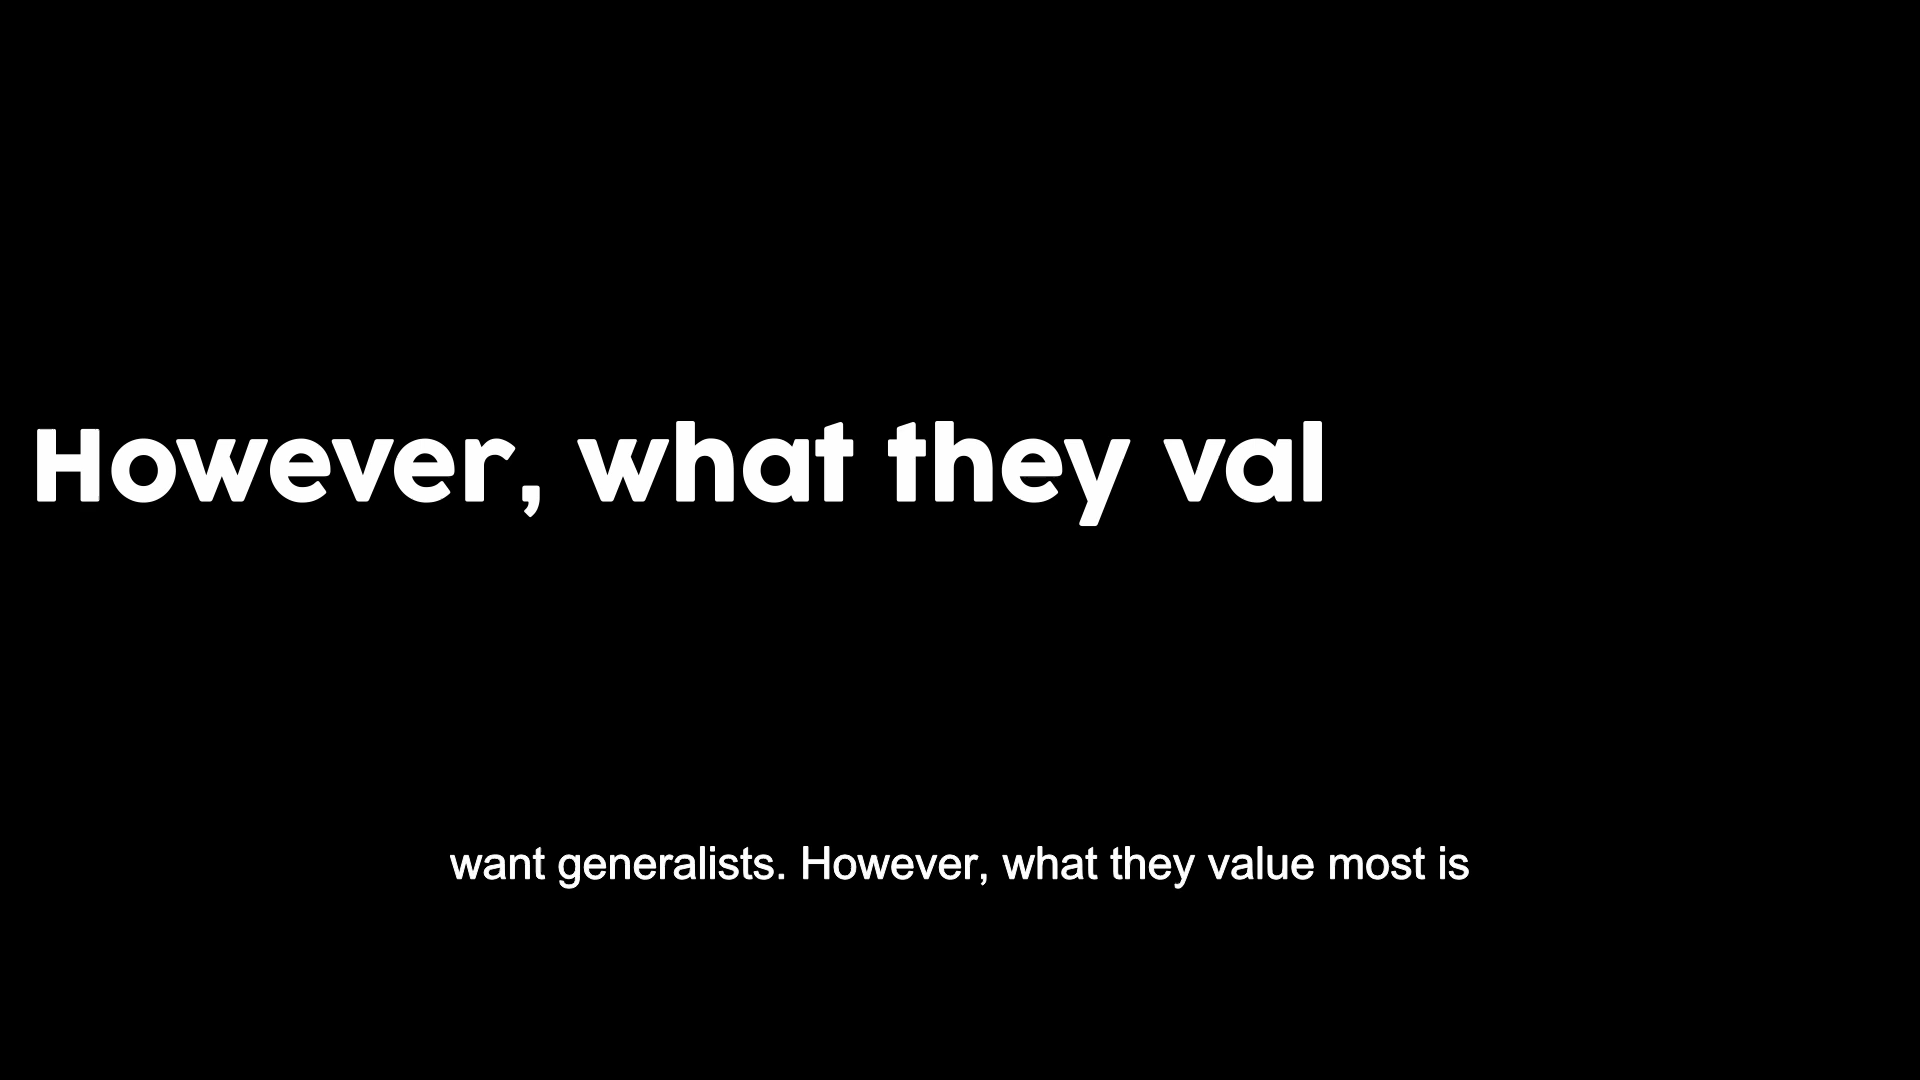 However, what they val
want generalists. However, what they value most is